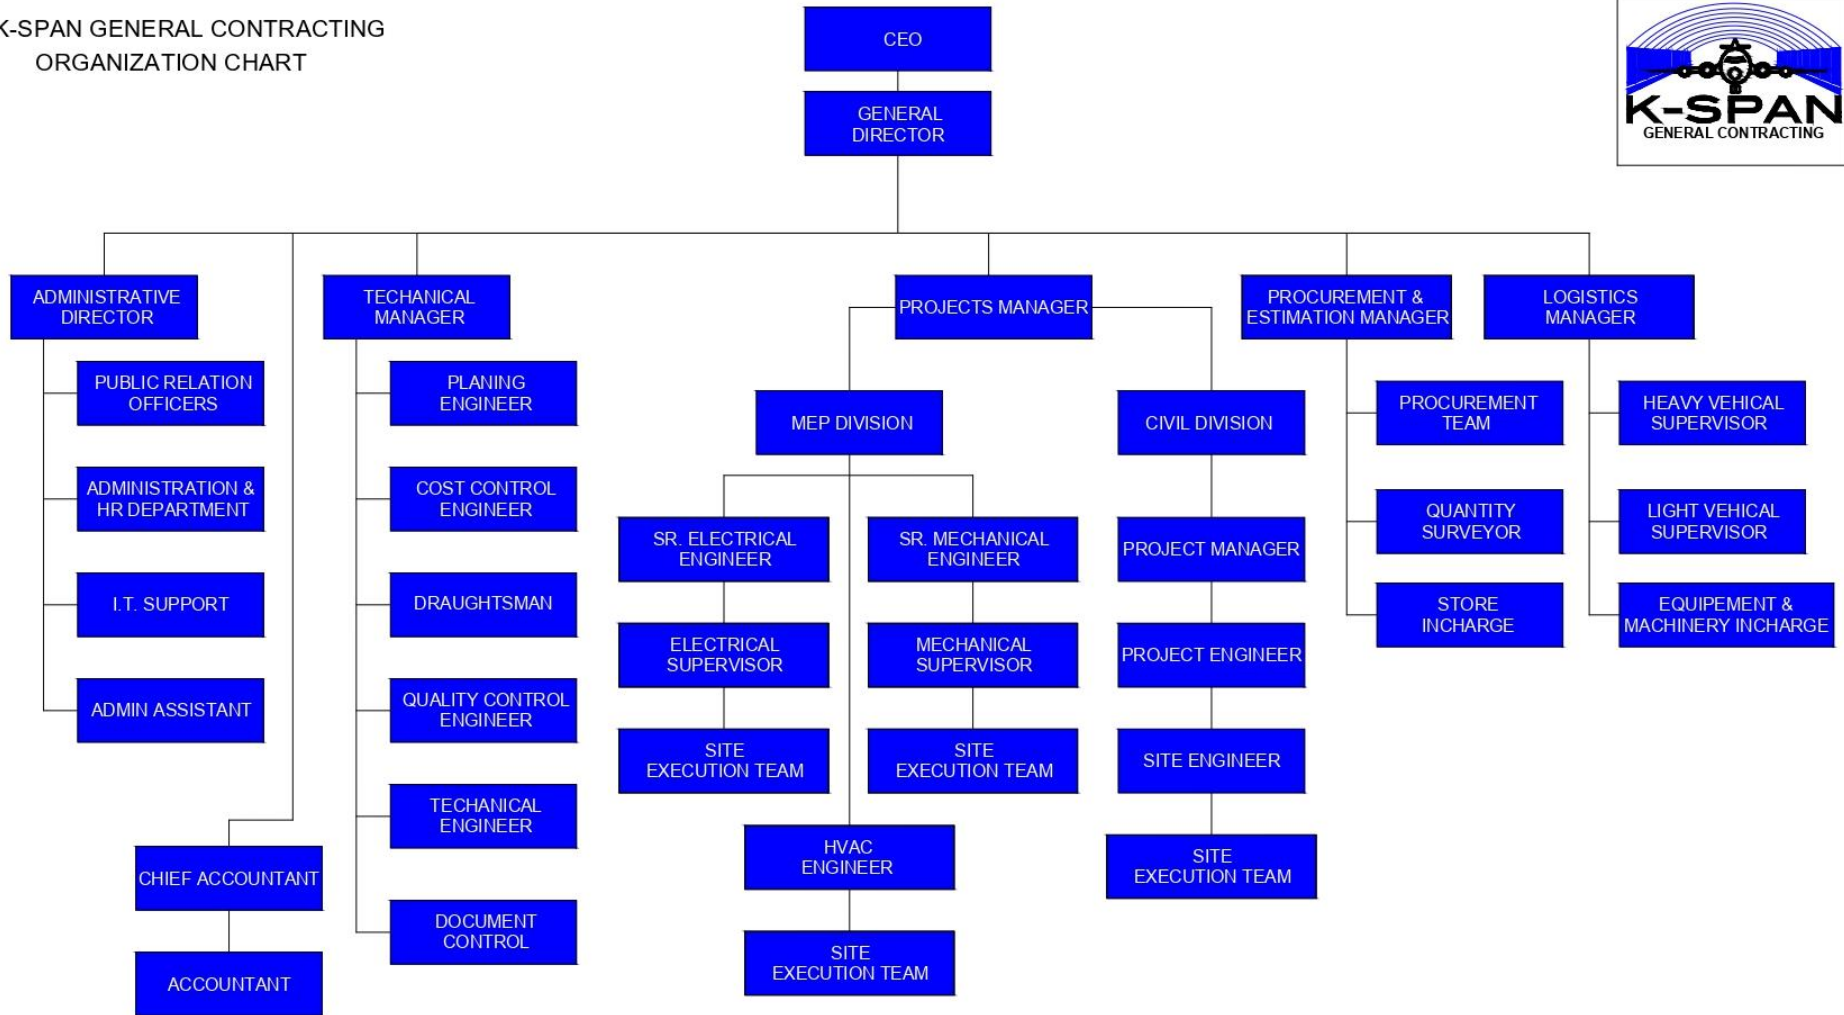 K-SPAN GENERAL CONTRACTING
ORGANIZATION CHART
CEO
GENERAL
DIRECTOR
K-SPAN
GENERAL CONTRACTING
ADMINISTRATIVE
DIRECTOR
PUBLIC RELATION
OFFICERS
ADMINISTRATION &
HR DEPARTMENT
I.T. SUPPORT
ADMIN ASSISTANT
CHIEF ACCOUNTANT
ACCOUNTANT
TECHANICAL
MANAGER
PLANING
ENGINEER
COST CONTROL
ENGINEER
DRAUGHTSMAN
QUALITY CONTROL
ENGINEER
TECHANICAL
ENGINEER
DOCUMENT
CONTROL
PROJECTS MANAGER
MEP DIVISION
SR. ELECTRICAL
ENGINEER
ELECTRICAL
SUPERVISOR
SITE
EXECUTION TEAM
SR. MECHANICAL
ENGINEER
MECHANICAL
SUPERVISOR
SITE
EXECUTION TEAM
HVAC
ENGINEER
SITE
EXECUTION TEAM
CIVIL DIVISION
PROJECT MANAGER
PROJECT ENGINEER
SITE ENGINEER
SITE
EXECUTION TEAM
PROCUREMENT &
ESTIMATION MANAGER
PROCUREMENT
TEAM
QUANTITY
SURVEYOR
STORE
INCHARGE
LOGISTICS
MANAGER
HEAVY VEHICAL
SUPERVISOR
LIGHT VEHICAL
SUPERVISOR
EQUIPEMENT &
MACHINERY INCHARGE